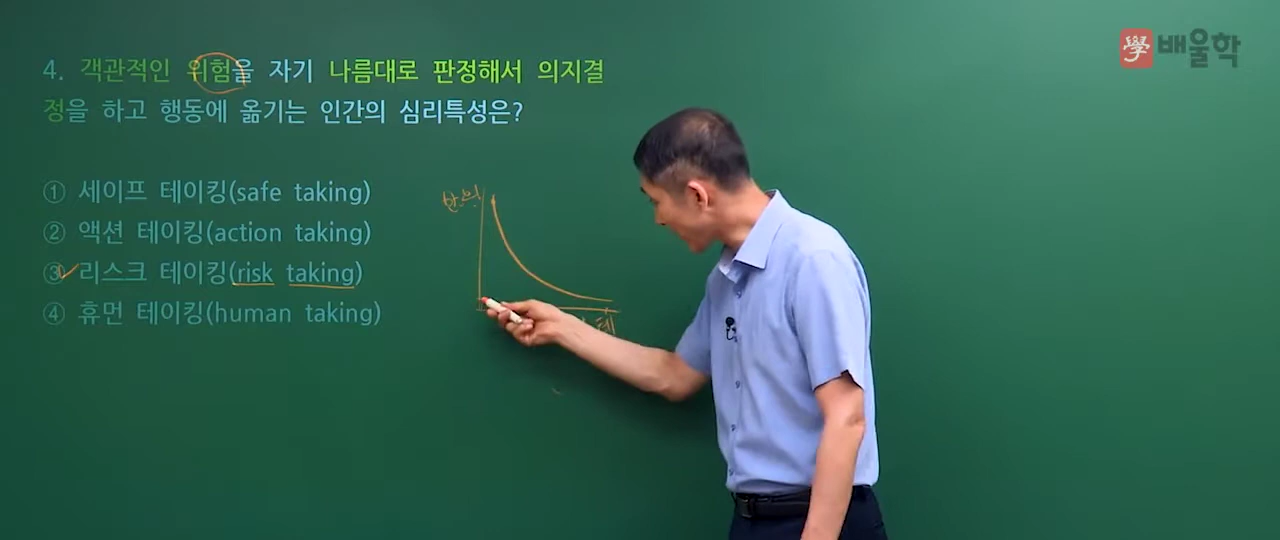 學 배울학
4. 객관적인 위험을 자기 나름대로 판정해서 의지결
정을 하고 행동에 옮기는 인간의 심리특성은?
① 세이프 테이킹(safe taking)
② 액션 테이킹(action taking)
③ 리스크 테이킹(risk taking)
④ 휴먼 테이킹(human taking)